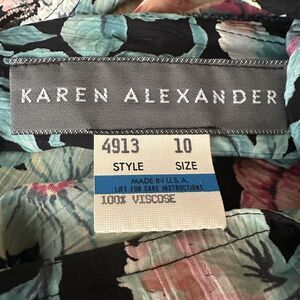 KAREN ALEXANDER
4913 10
STYLE SIZE
MADE IN U.S.A.
LIFT FOR CARE INSTRUCTIONS
100% VISCOSE